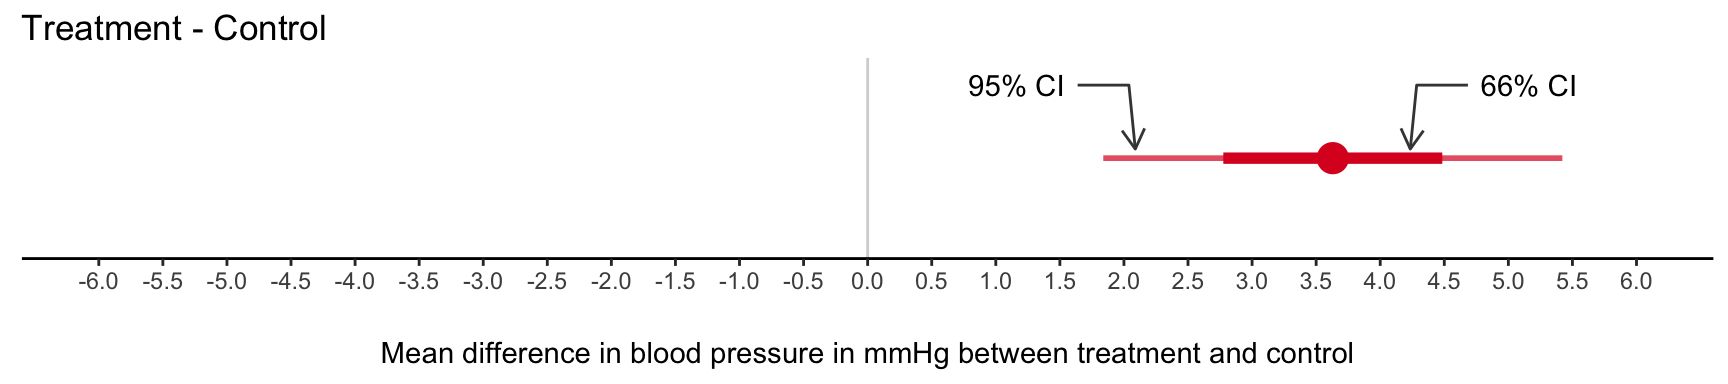 Treatment - Control
95% CI 66% CI
-6.0 -5.5 -5.0 -4.5 -4.0 -3.5 -3.0 -2.5 -2.0 -1.5 -1.0 -0.5 0.0 0.5 1.0 1.5 2.0 2.5 3.0 3.5 4.0 4.5 5.0 5.5 6.0
Mean difference in blood pressure in mmHg between treatment and control